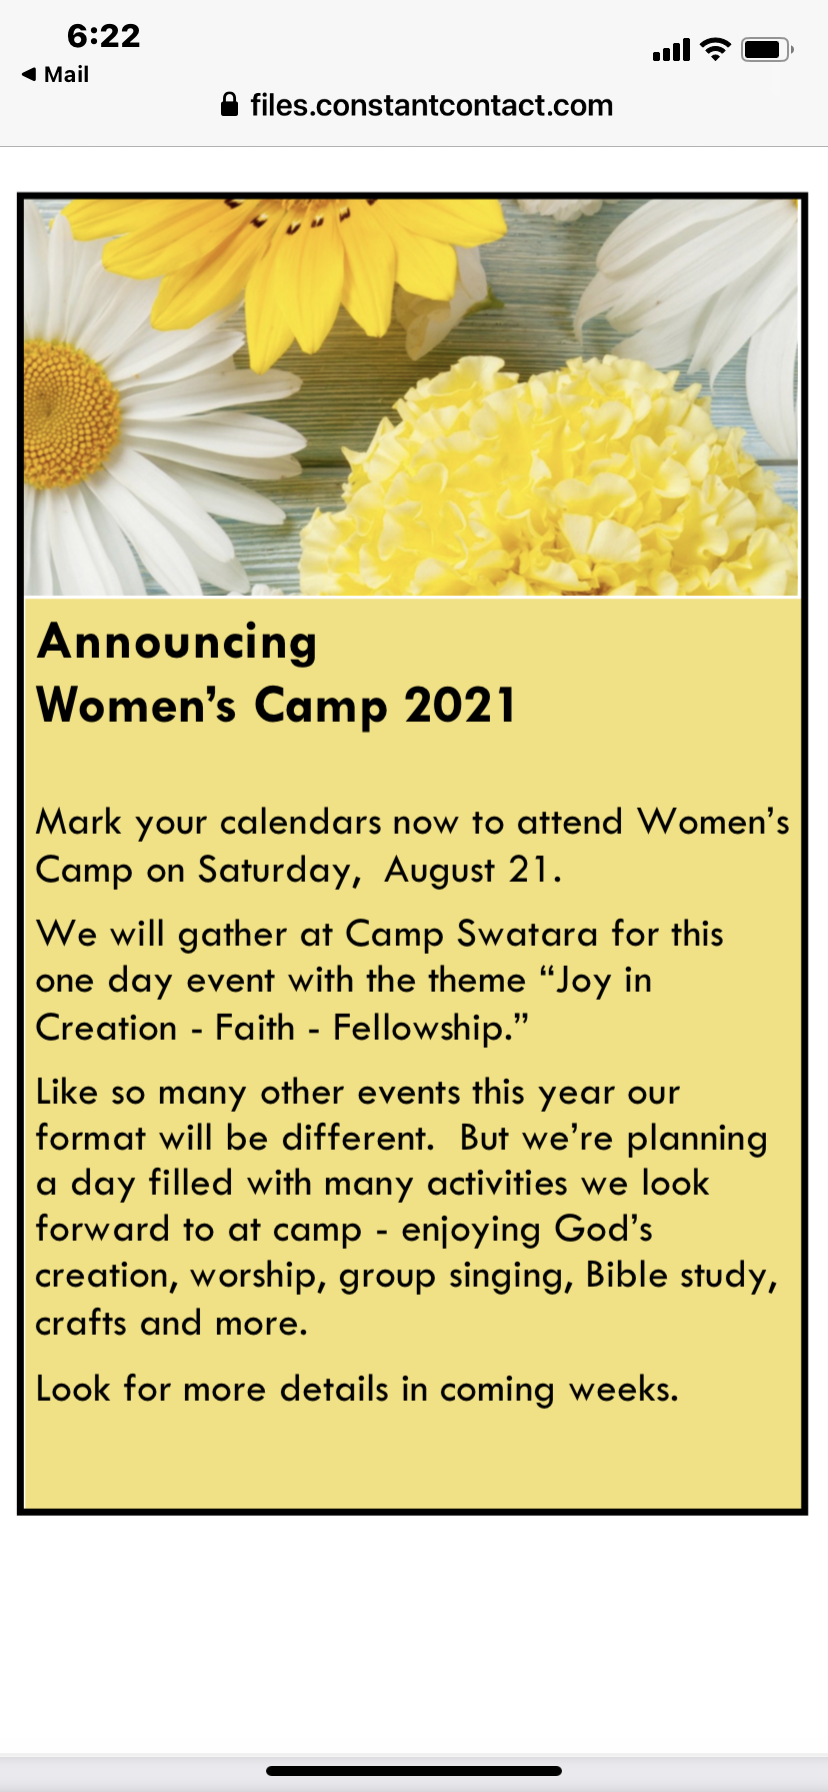 6:22
◀ Mail
files.constantcontact.com
Announcing
Women's Camp 2021
Mark your calendars now to attend Women's
Camp on Saturday,  August 21.
We will gather at Camp Swatara for this
one day event with the theme “Joy in
Creation - Faith - Fellowship.”
Like so many other events this year our
format will be different.  But we’re planning
a day filled with many activities we look
forward to at camp - enjoying God’s
creation, worship, group singing, Bible study,
crafts and more.
Look for more details in coming weeks.